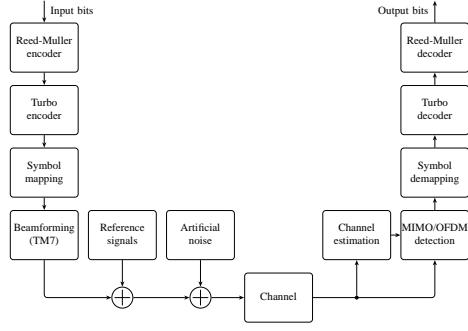 Input bits
Output bits
Reed-Muller
encoder
Reed-Muller
decoder
Turbo
encoder
Turbo
decoder
Symbol
mapping
Symbol
demapping
Beamforming
(TM7)
Reference
signals
Artificial
noise
Channel
estimation
MIMO/OFDM
detection
Channel